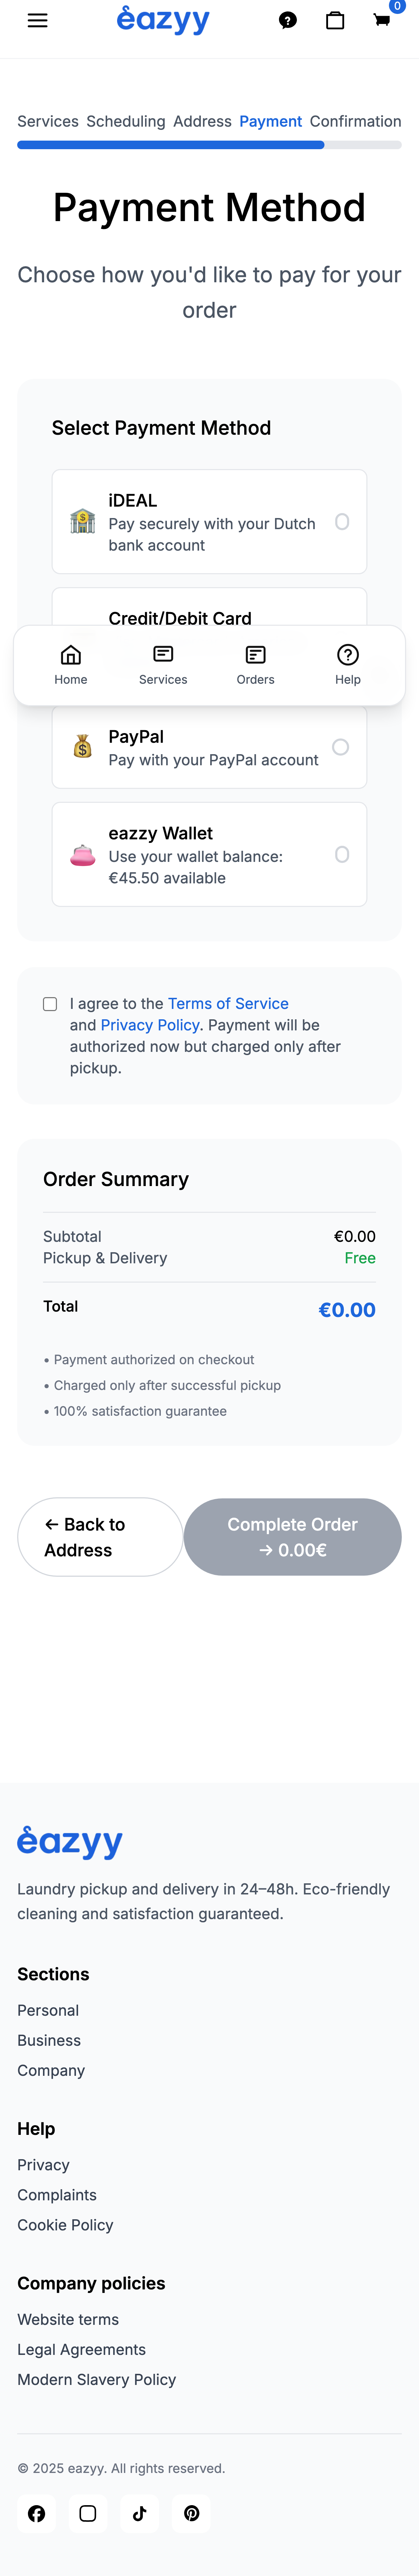 èazyy
0
Services Scheduling Address Payment Confirmation
Payment Method
Choose how you'd like to pay for your
order
Select Payment Method
iDEAL
Pay securely with your Dutch
bank account
Credit/Debit Card
Home Services Orders Help
PayPal
Pay with your PayPal account
eazzy Wallet
Use your wallet balance:
€45.50 available
I agree to the Terms of Service
and Privacy Policy. Payment will be
authorized now but charged only after
pickup.
Order Summary
Subtotal €0.00
Pickup & Delivery Free
Total €0.00
• Payment authorized on checkout
• Charged only after successful pickup
• 100% satisfaction guarantee
← Back to
Address
Complete Order
→ 0.00€
èazyy
Laundry pickup and delivery in 24–48h. Eco-friendly
cleaning and satisfaction guaranteed.
Sections
Personal
Business
Company
Help
Privacy
Complaints
Cookie Policy
Company policies
Website terms
Legal Agreements
Modern Slavery Policy
© 2025 eazyy. All rights reserved.